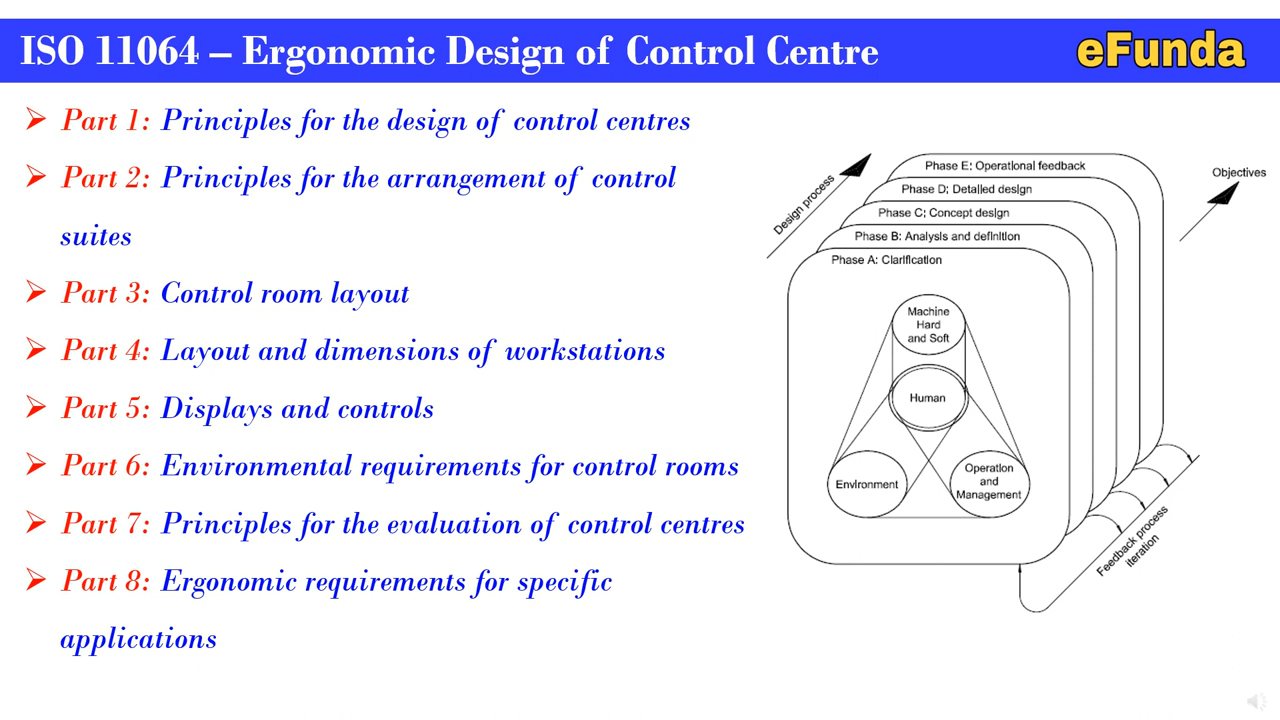 ISO 11064 – Ergonomic Design of Control Centre
eFunda
Part 1: Principles for the design of control centres
Part 2: Principles for the arrangement of control
suites
Part 3: Control room layout
Part 4: Layout and dimensions of workstations
Part 5: Displays and controls
Part 6: Environmental requirements for control rooms
Part 7: Principles for the evaluation of control centres
Part 8: Ergonomic requirements for specific
applications
Design process
Objectives
Phase E: Operational feedback
Phase D; Detailed design
Phase C; Concept design
Phase B: Analysis and definition
Phase A: Clarification
Machine
Hard
and Soft
Human
Environment
Operation
and
Management
Feedback process
iteration